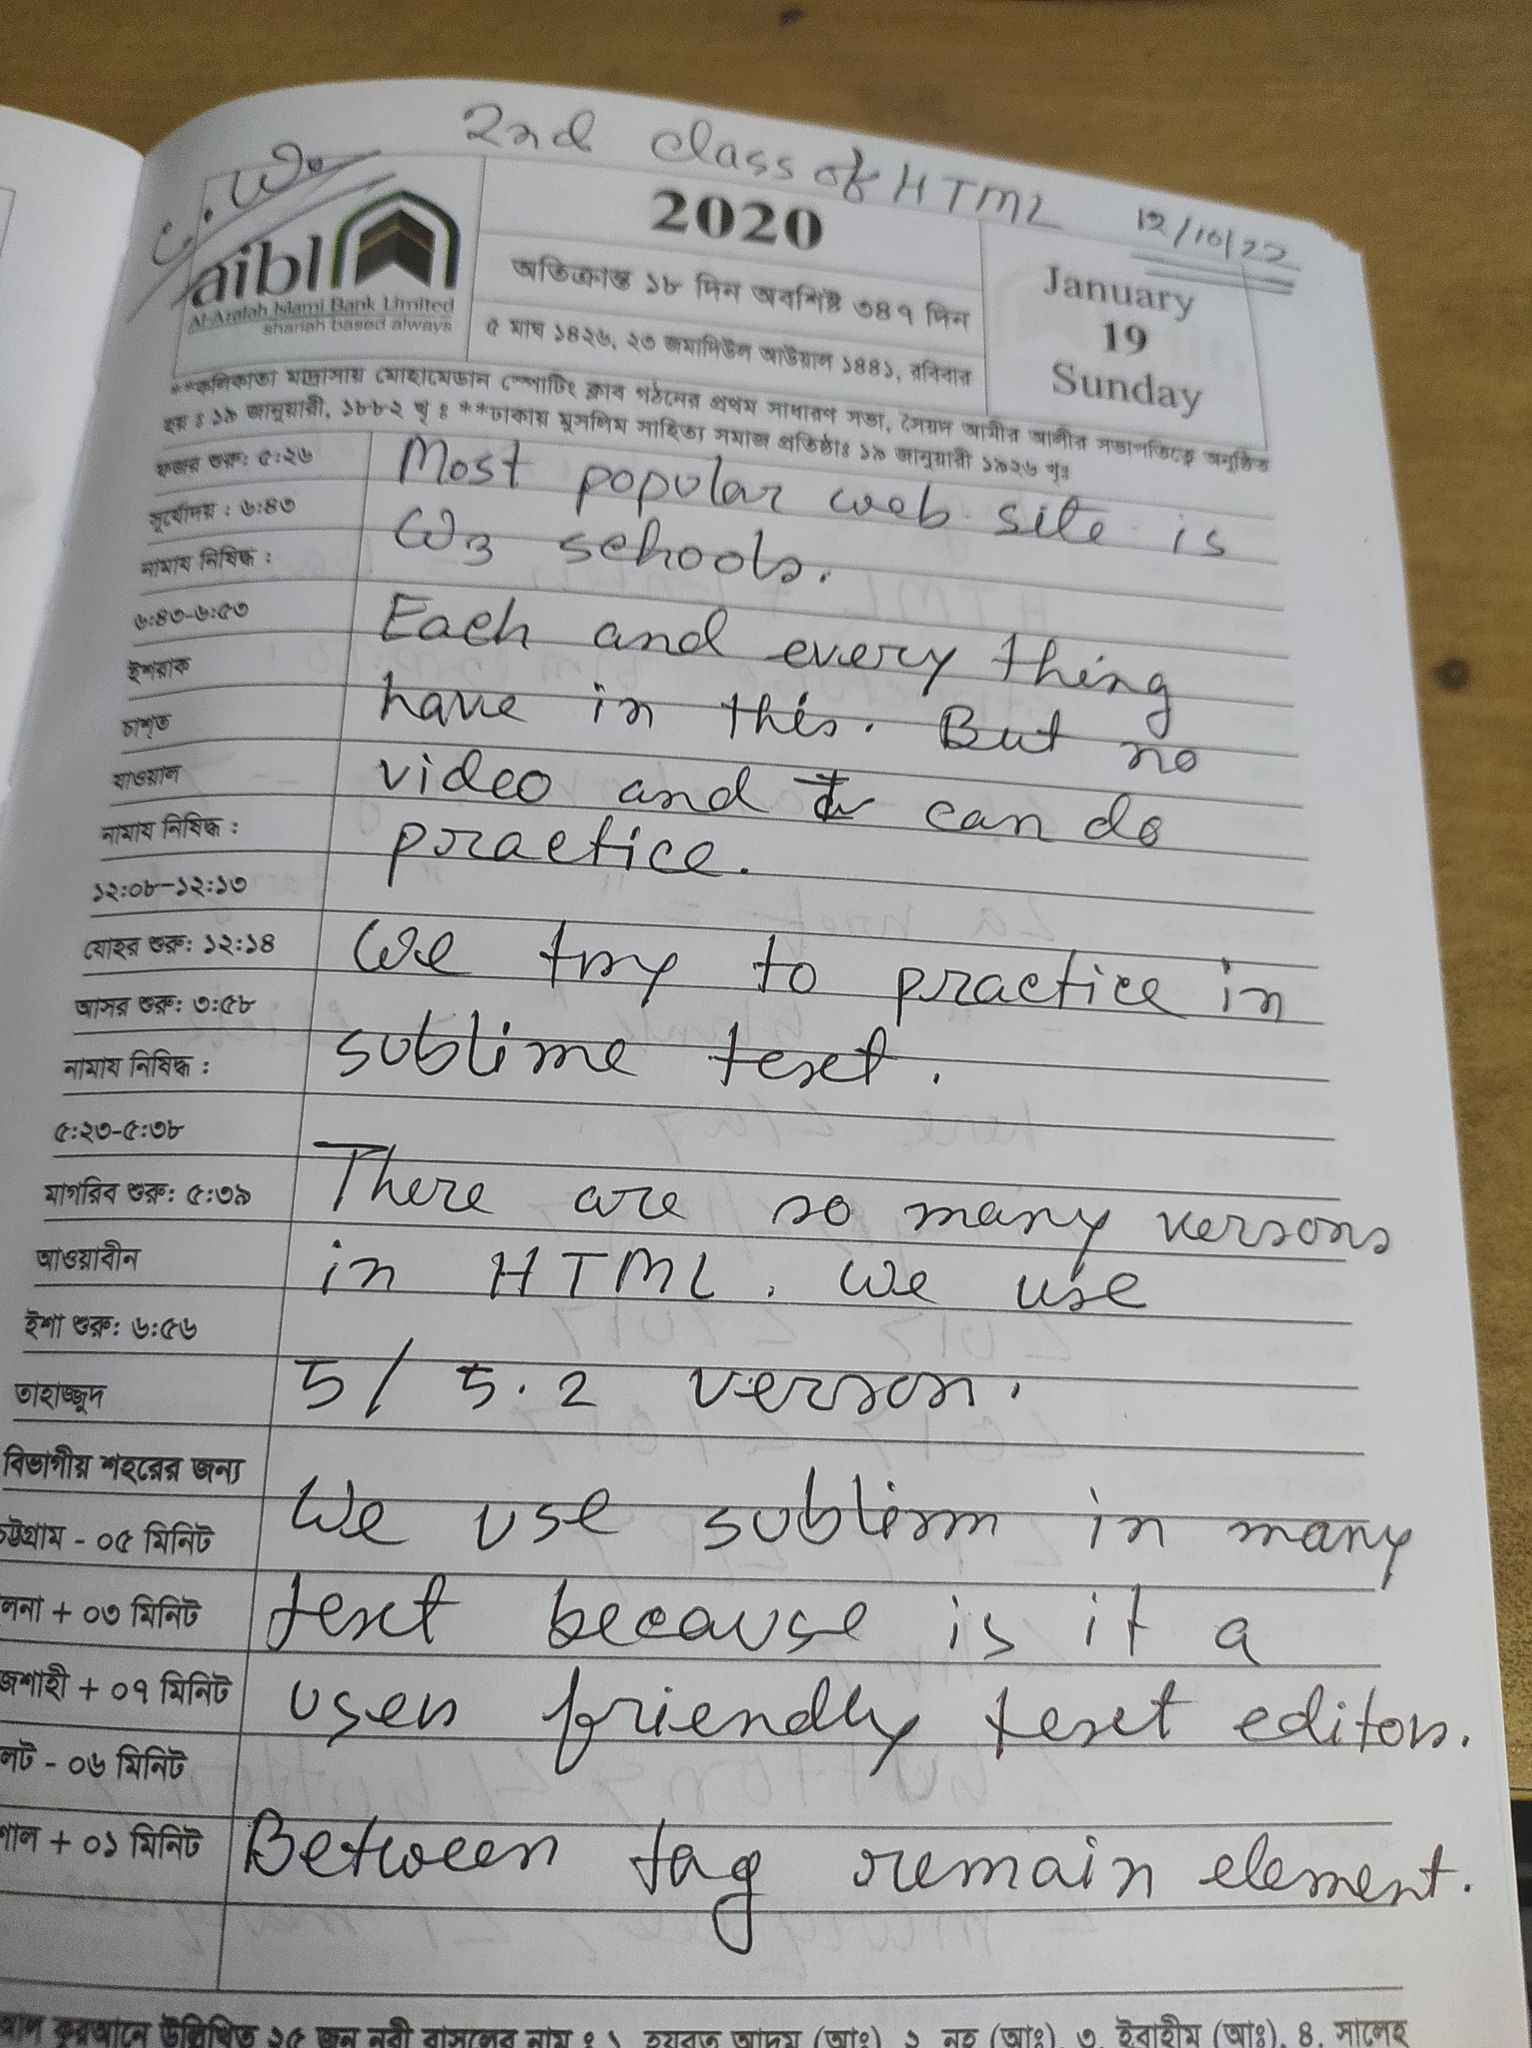 2nd class of HTML
12/10/22
C.W.
aibl
Al-Arafah Islami Bank Limited
shariah based always
2020
অতিক্রান্ত ১৮ দিন অবশিষ্ট ৩৪৭ দিন
৫ মাঘ ১৪২৬, ২৩ জমাদিউল আউয়াল ১৪৪১, রবিবার
January
19
Sunday
**কলিকাতা মাদ্রাসায় মোহামেডান স্পোটিং ক্লাব গঠনের প্রথম সাধারণ সভা, সৈয়দ আমীর আলীর সভাপতিত্বে অনুষ্ঠিত
হয় ঃ ১৯ জানুয়ারী, ১৮৮২ খৃ ঃ **ঢাকায় মুসলিম সাহিত্য সমাজ প্রতিষ্ঠাঃ ১৯ জানুয়ারী ১৯২৬ খৃঃ
ফজর শুরু: ৫:২৬
সূর্যোদয় : ৬:৪৩
নামায নিষিদ্ধ :
৬:৪৩-৬:৫৩
ইশরাক
চাশ্ত
যাওয়াল
নামায নিষিদ্ধ :
১২:০৮-১২:১৩
যোহর শুরু: ১২:১৪
আসর শুরু: ৩:৫৮
নামায নিষিদ্ধ :
৫:২৩-৫:৩৮
মাগরিব শুরু: ৫:৩৯
আওয়াবীন
ইশা শুরু: ৬:৫৬
তাহাজ্জুদ
বিভাগীয় শহরের জন্য
ট্টগ্রাম - ০৫ মিনিট
লনা + ০৩ মিনিট
জশাহী + ০৭ মিনিট
লট - ০৬ মিনিট
শাল + ০১ মিনিট
Most popular web site is
W3 schools.
Each and every thing
have in this. But no
video and can do
practice.
We try to practice in
sublime text.
There are so many versons
in HTML. We use
5/ 5.2 verson.
We use sublim in many
text because is it a
user friendly text editor.
Between tag remain element.
আল কুরআনে উল্লিখিত ২৫ জন নবী রাসূলের নাম ঃ ১. হযরত আদম (আঃ), ২. নূহ (আঃ), ৩. ইবাহীম (আঃ), ৪. সালেহ